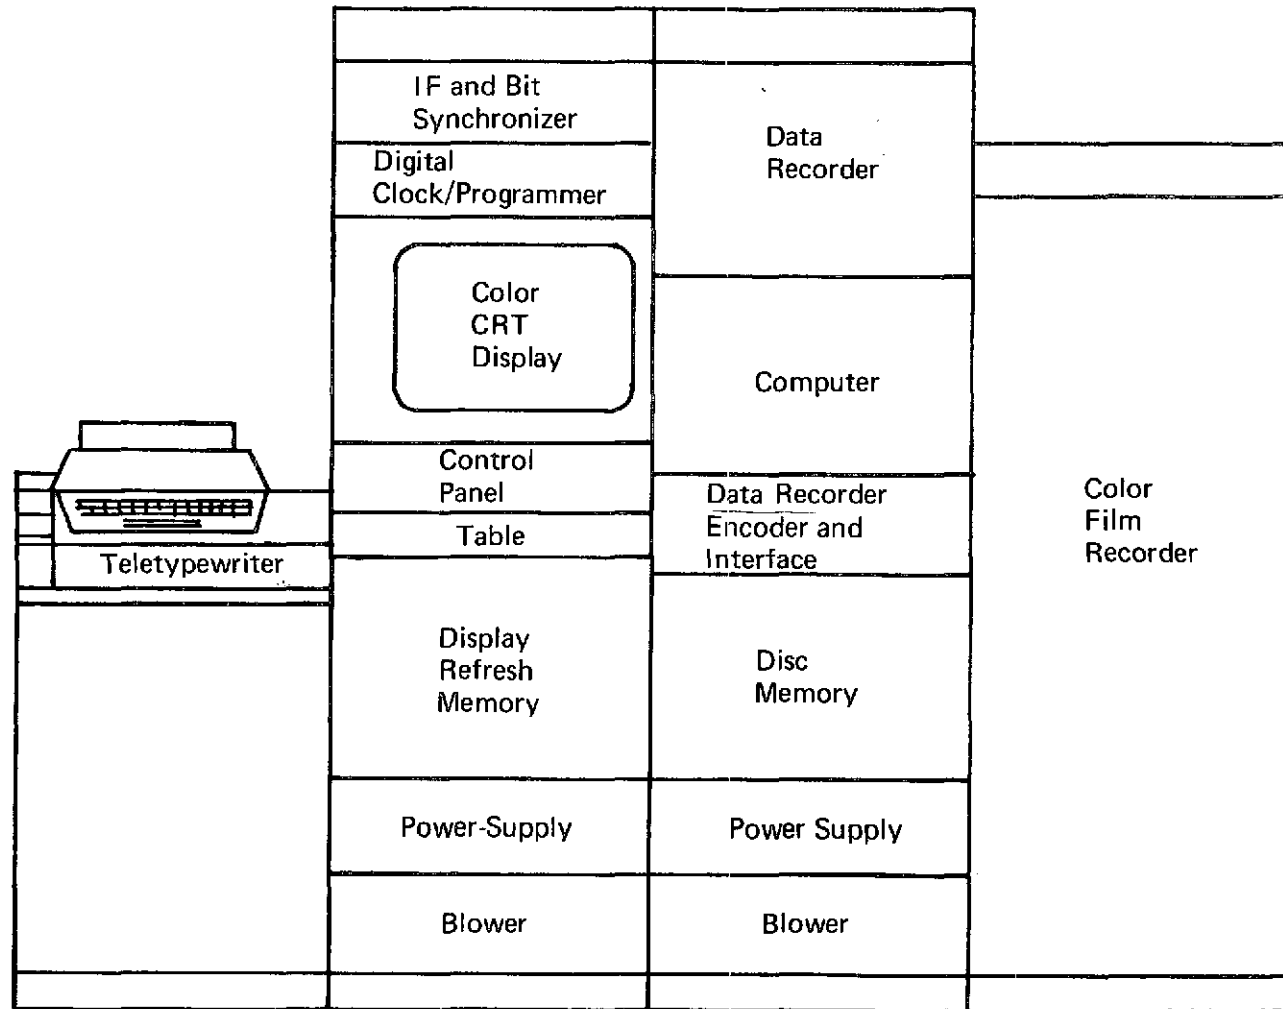 IF and Bit
Synchronizer
Digital
Clock/Programmer
Color
CRT
Display
Control
Panel
Table
Display
Refresh
Memory
Power-Supply
Blower
Data
Recorder
Computer
Data Recorder
Encoder and
Interface
Disc
Memory
Power Supply
Blower
Teletypewriter
Color
Film
Recorder